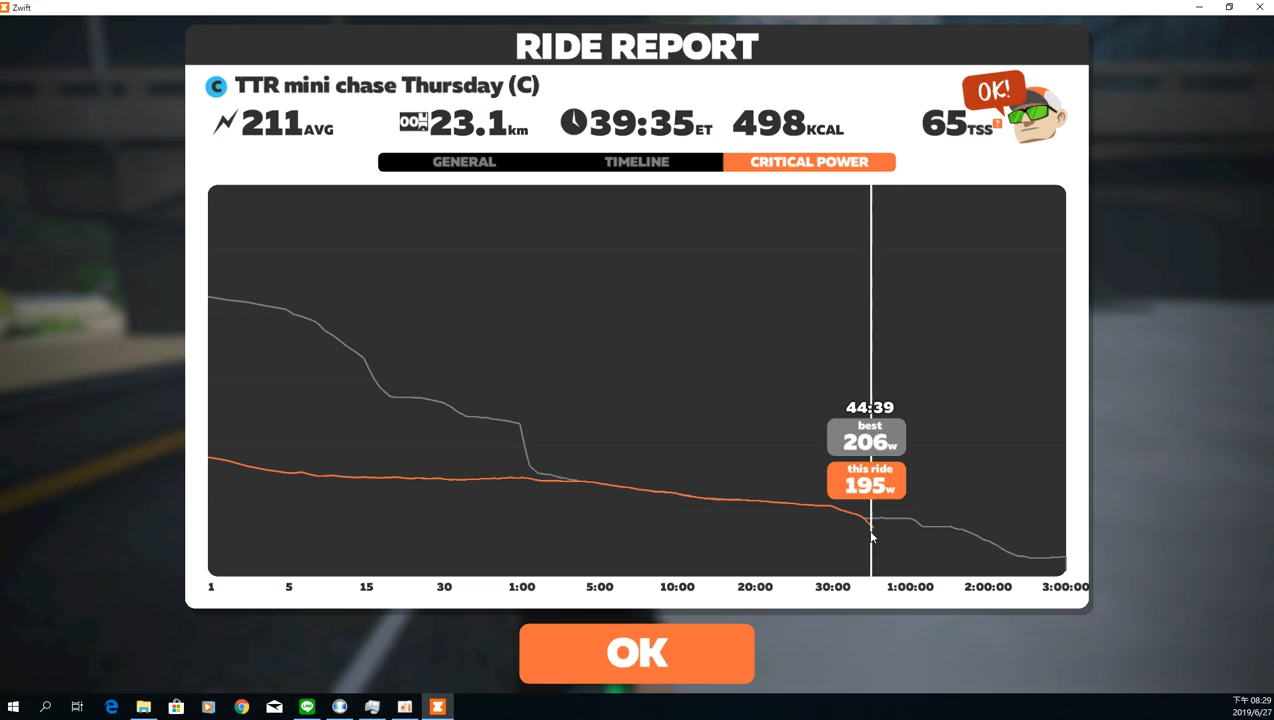 Zwift
RIDE REPORT
C TTR mini chase Thursday (C)
211AVG 23.1km 39:35ET 498KCAL 65TSS?
OK!
GENERAL TIMELINE CRITICAL POWER
44:39
best
206w
this ride
195w
1 5 15 30 1:00 5:00 10:00 20:00 30:00 1:00:00 2:00:00 3:00:00
OK
下午 08:29
2019/6/27